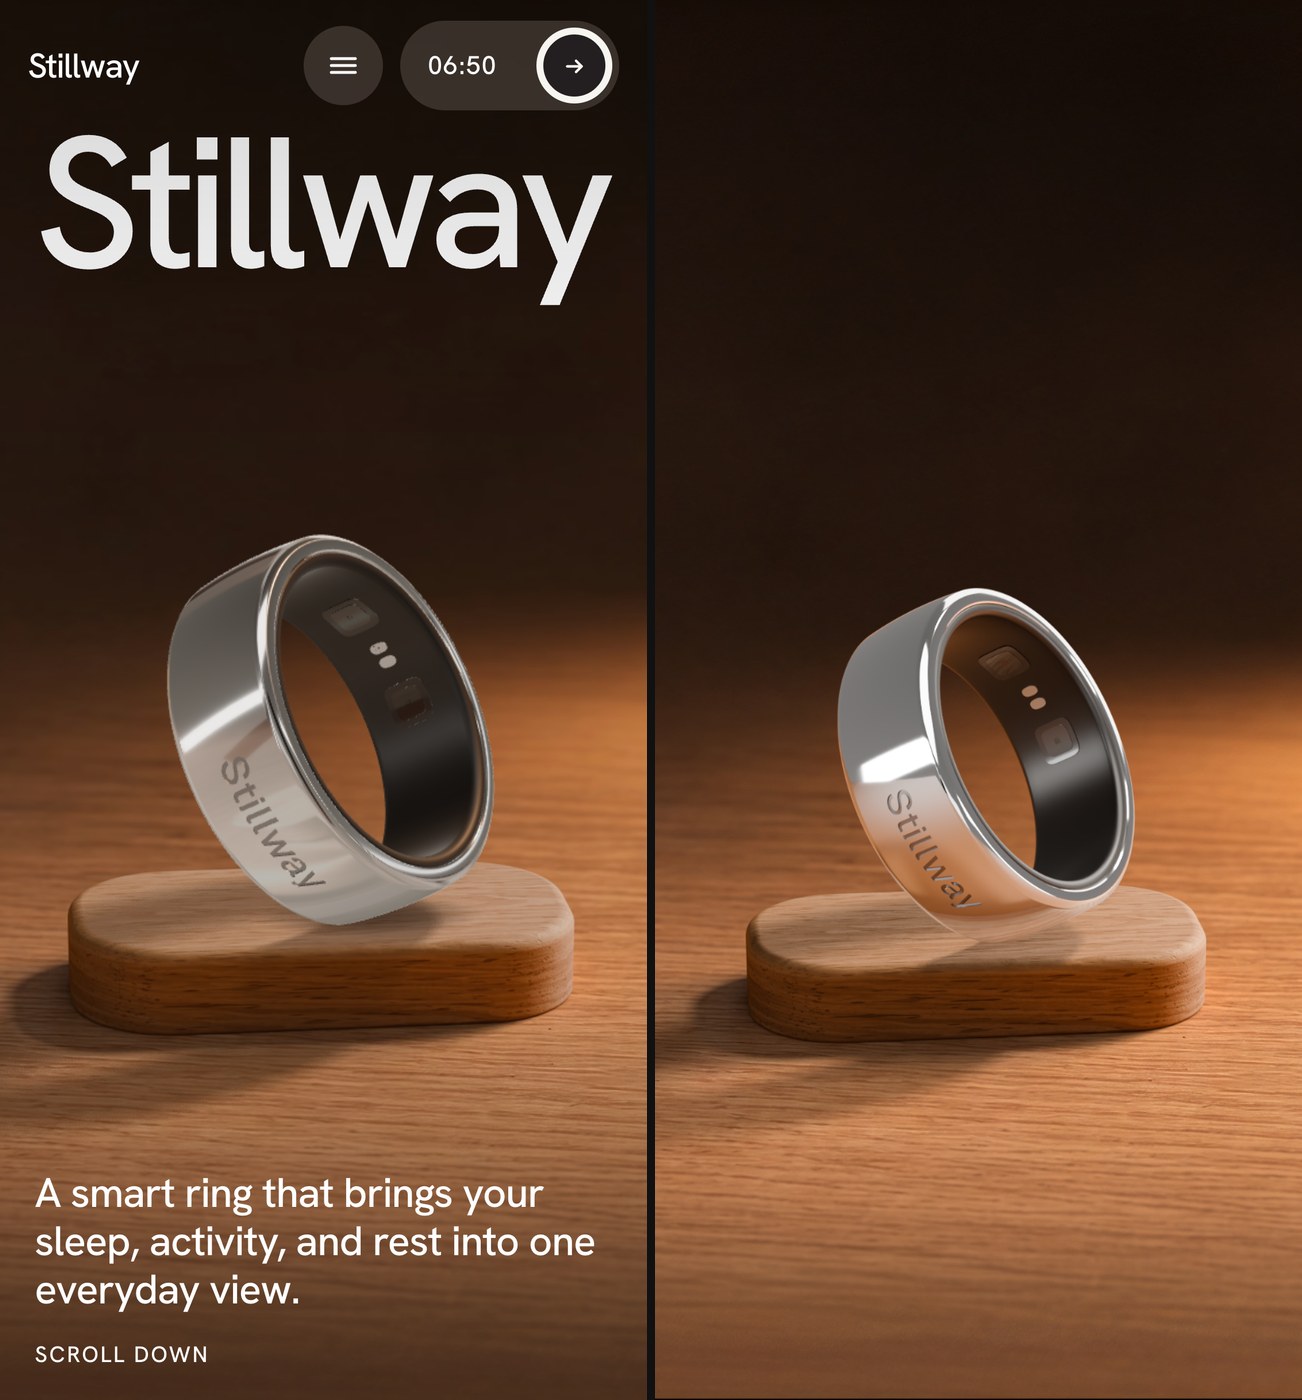 Stillway
06:50
Stillway
Stillway
A smart ring that brings your
sleep, activity, and rest into one
everyday view.
SCROLL DOWN
Stillway